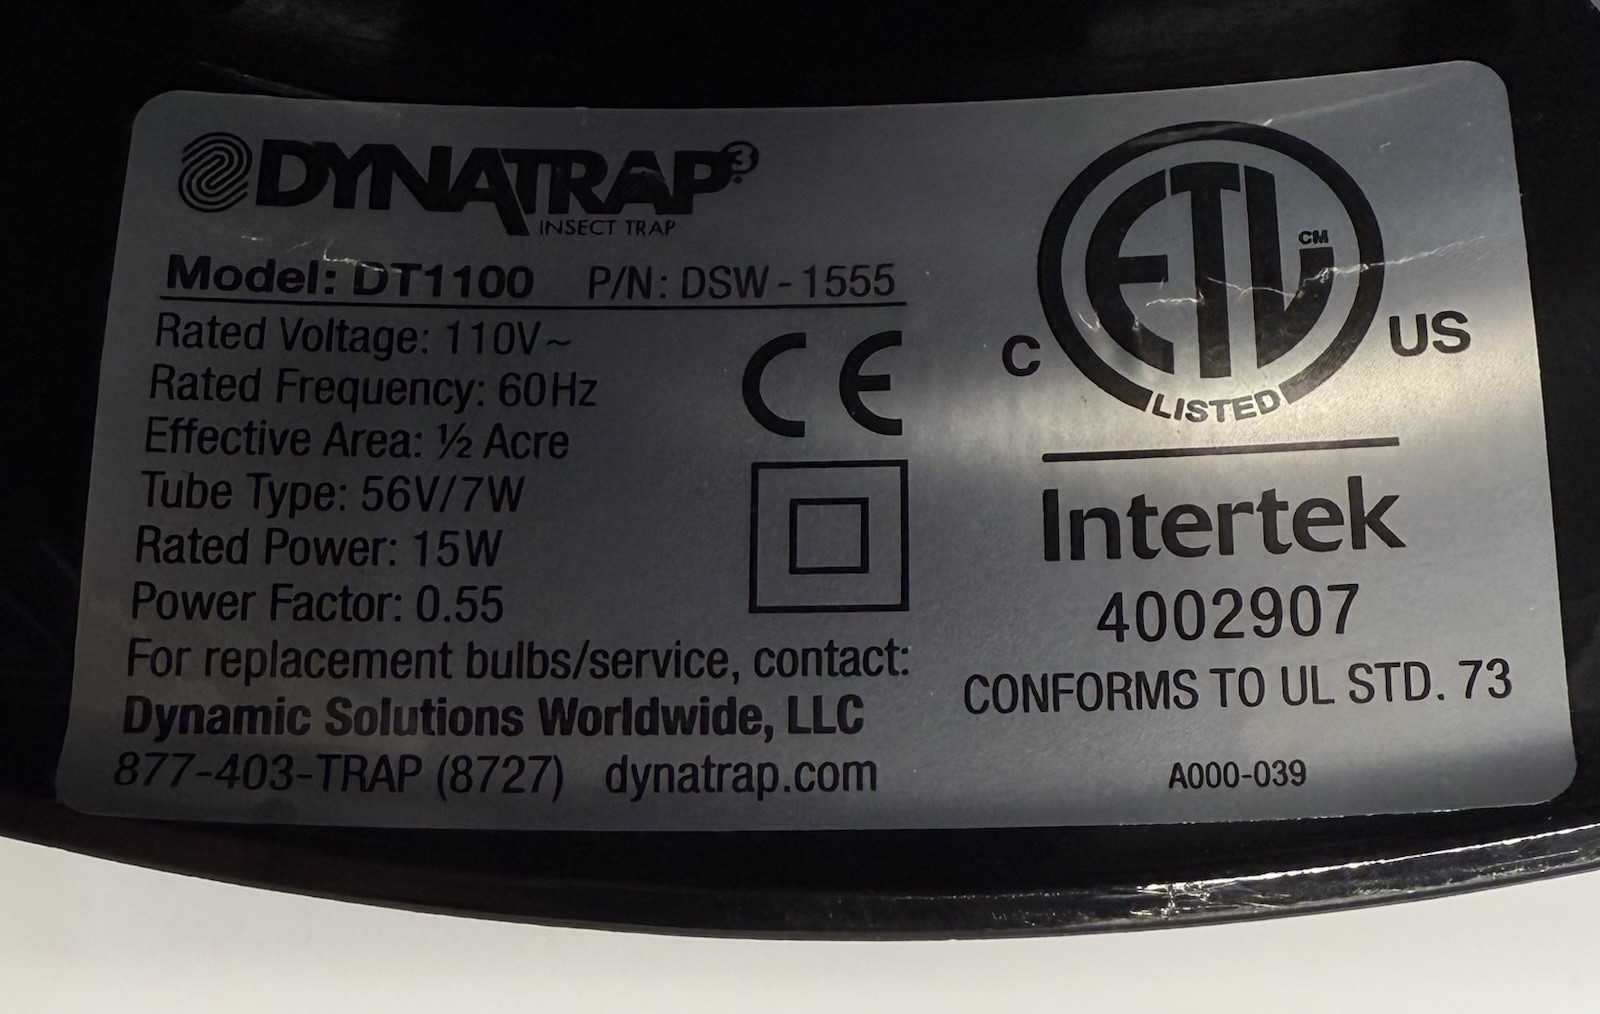 DYNATRAP³
INSECT TRAP
Model: DT1100 P/N: DSW-1555
Rated Voltage: 110V~
Rated Frequency: 60Hz
Effective Area: ½ Acre
Tube Type: 56V/7W
Rated Power: 15W
Power Factor: 0.55
For replacement bulbs/service, contact:
Dynamic Solutions Worldwide, LLC
877-403-TRAP (8727) dynatrap.com
CE
ETL CM
C US
LISTED
Intertek
4002907
CONFORMS TO UL STD. 73
A000-039